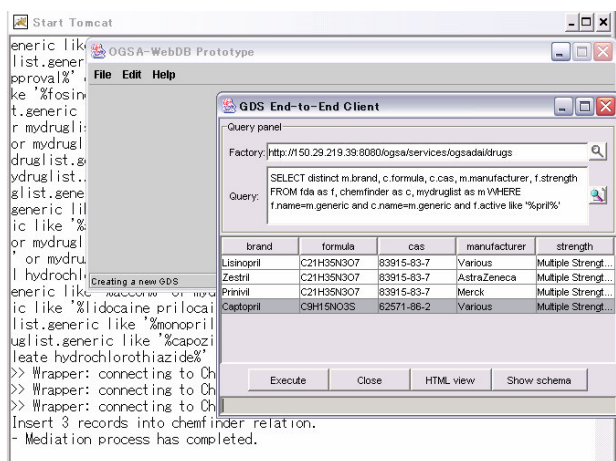 Start Tomcat
eneric lik
list.gener
pproval%'
ke '%fosin
t.generic
r mydrugli
or mydrugl
druglist.g
ydruglist.
glist.gene
generic lil
ic like '%
or mydrugl
' or mydru
l hydrochl
eneric like
ic like '%lidocaine prilocai
list.generic like '%monopril
uglist.generic like '%capozi
leate hydrochlorothiazide%'
>> Wrapper: connecting to Ch
>> Wrapper: connecting to Ch
>> Wrapper: connecting to Ch
Insert 3 records into chemfinder relation.
- Mediation process has completed.
OGSA-WebDB Prototype
File Edit Help
Creating a new GDS
GDS End-to-End Client
Query panel
Factory: http://150.29.219.39:8080/ogsa/services/ogsadai/drugs
Query:
SELECT distinct m.brand, c.formula, c.cas, m.manufacturer, f.strength
FROM fda as f, chemfinder as c, mydruglist as m WHERE
f.name=m.generic and c.name=m.generic and f.active like '%pril%'
brand formula cas manufacturer strength
Lisinopril C21H35N3O7 83915-83-7 Various Multiple Strengt...
Zestril C21H35N3O7 83915-83-7 AstraZeneca Multiple Strengt...
Prinivil C21H35N3O7 83915-83-7 Merck Multiple Strengt...
Captopril C9H15NO3S 62571-86-2 Various Multiple Strengt...
Execute Close HTML view Show schema